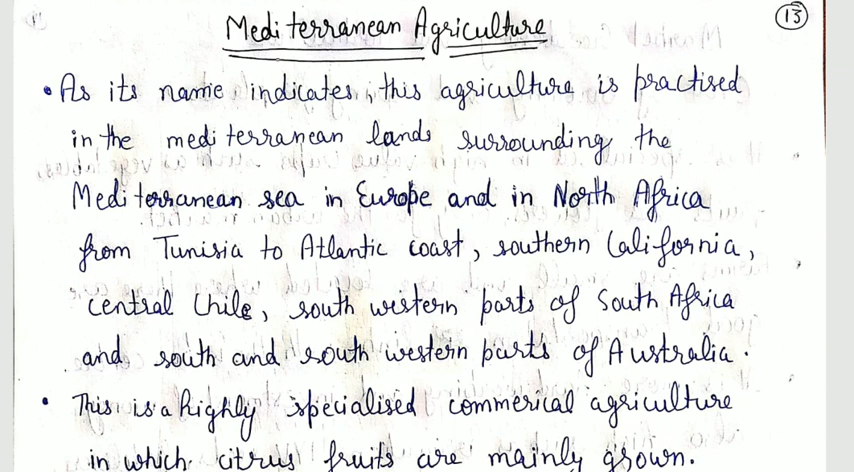 13
Mediterranean Agriculture
• As its name indicates, this agriculture is practised
in the mediterranean lands surrounding the
Mediterranean sea in Europe and in North Africa
from Tunisia to Atlantic coast, southern California,
central Chile, south western parts of South Africa
and south and south western parts of Australia.
• This is a highly specialised commerical agriculture
in which citrus fruits are mainly grown.